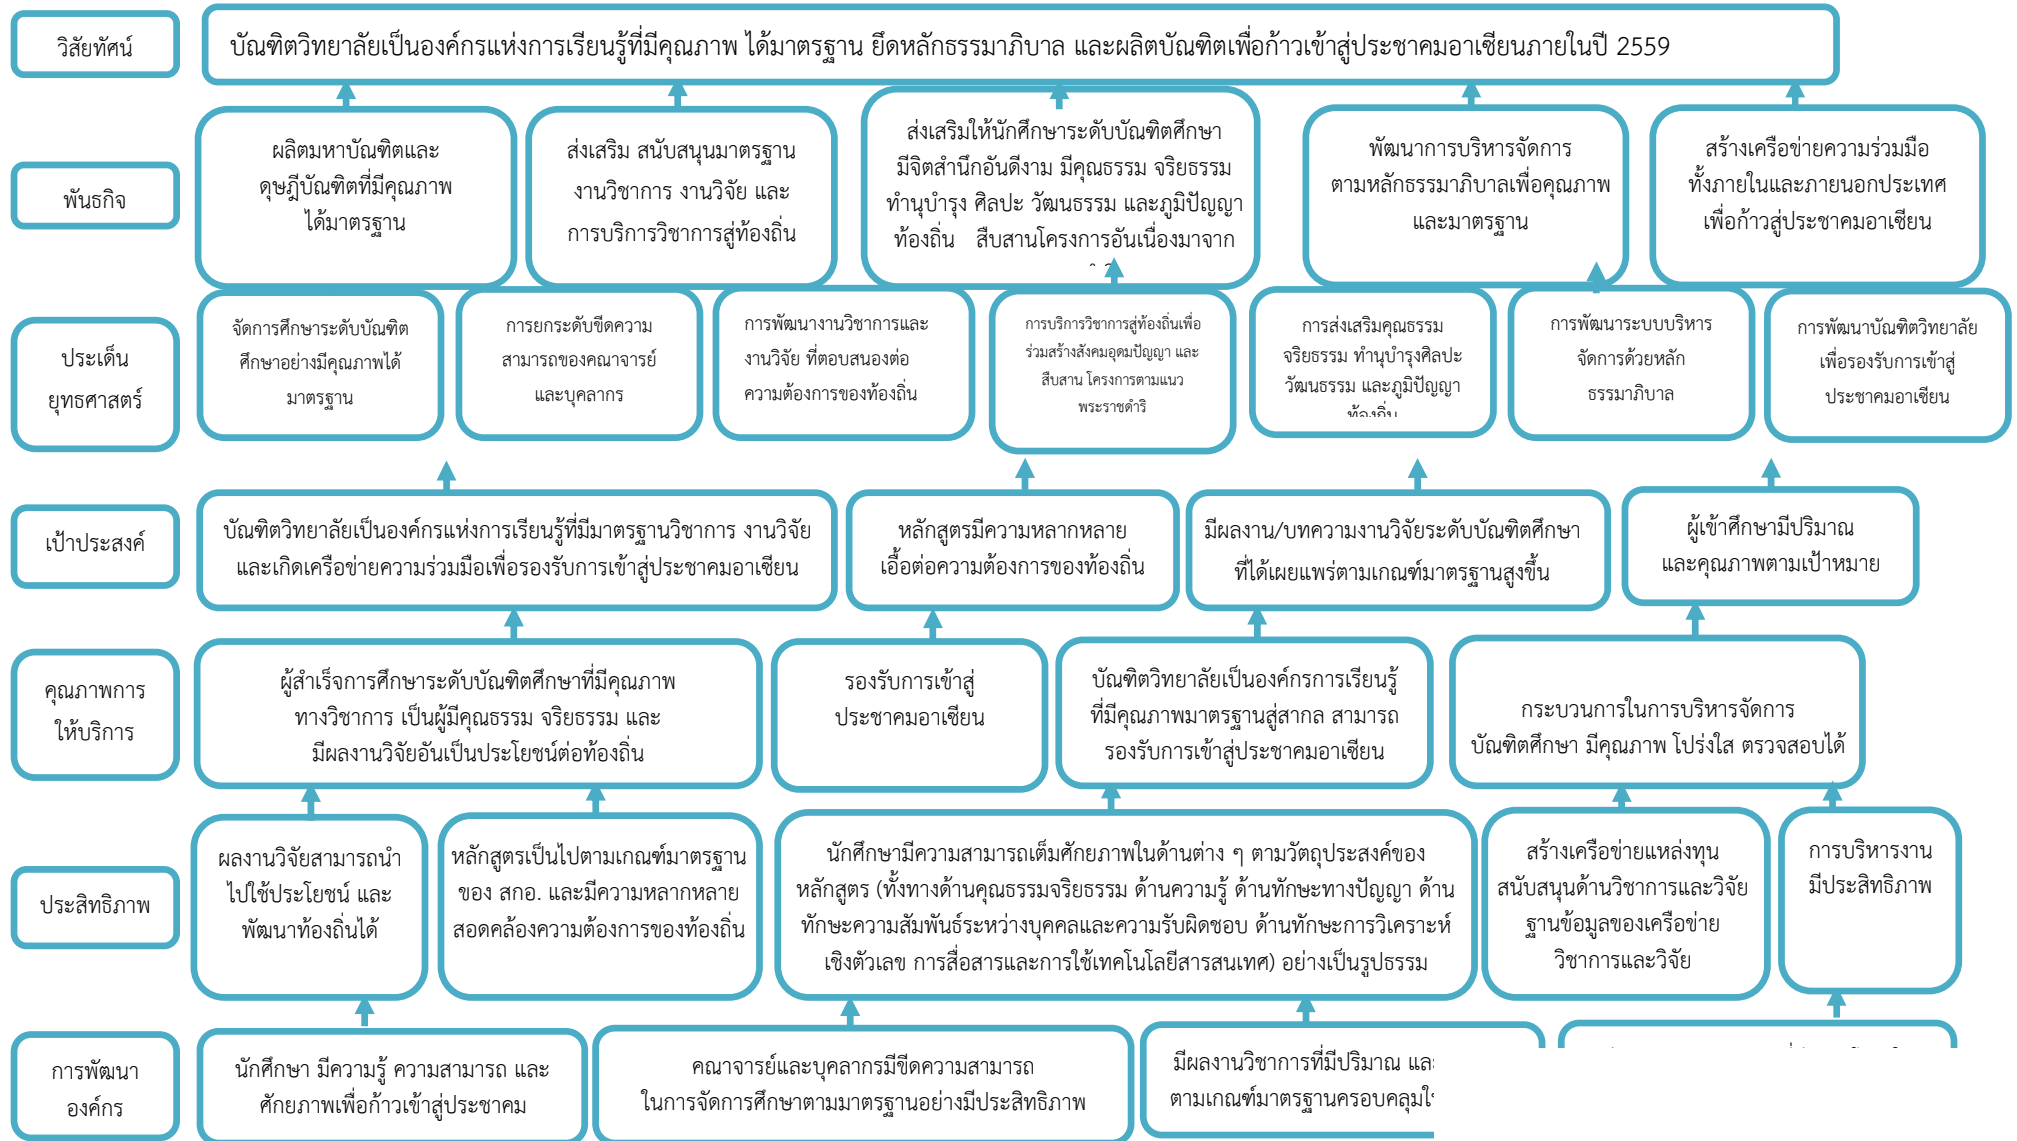 วิสัยทัศน์
บัณฑิตวิทยาลัยเป็นองค์กรแห่งการเรียนรู้ที่มีคุณภาพ ได้มาตรฐาน ยึดหลักธรรมาภิบาล และผลิตบัณฑิตเพื่อก้าวเข้าสู่ประชาคมอาเซียนภายในปี 2559
พันธกิจ
ผลิตมหาบัณฑิตและ
ดุษฎีบัณฑิตที่มีคุณภาพ
ได้มาตรฐาน
ส่งเสริม สนับสนุนมาตรฐาน
งานวิชาการ งานวิจัย และ
การบริการวิชาการสู่ท้องถิ่น
ส่งเสริมให้นักศึกษาระดับบัณฑิตศึกษา
มีจิตสำนึกอันดีงาม มีคุณธรรม จริยธรรม
ทำนุบำรุง ศิลปะ วัฒนธรรม และภูมิปัญญา
ท้องถิ่น สืบสานโครงการอันเนื่องมาจาก
พัฒนาการบริหารจัดการ
ตามหลักธรรมาภิบาลเพื่อคุณภาพ
และมาตรฐาน
สร้างเครือข่ายความร่วมมือ
ทั้งภายในและภายนอกประเทศ
เพื่อก้าวสู่ประชาคมอาเซียน
ประเด็น
ยุทธศาสตร์
จัดการศึกษาระดับบัณฑิต
ศึกษาอย่างมีคุณภาพได้
มาตรฐาน
การยกระดับขีดความ
สามารถของคณาจารย์
และบุคลากร
การพัฒนางานวิชาการและ
งานวิจัย ที่ตอบสนองต่อ
ความต้องการของท้องถิ่น
การบริการวิชาการสู่ท้องถิ่นเพื่อ
ร่วมสร้างสังคมอุดมปัญญา และ
สืบสาน โครงการตามแนว
พระราชดำริ
การส่งเสริมคุณธรรม
จริยธรรม ทำนุบำรุงศิลปะ
วัฒนธรรม และภูมิปัญญา
ท้องถิ่น
การพัฒนาระบบบริหาร
จัดการด้วยหลัก
ธรรมาภิบาล
การพัฒนาบัณฑิตวิทยาลัย
เพื่อรองรับการเข้าสู่
ประชาคมอาเซียน
เป้าประสงค์
บัณฑิตวิทยาลัยเป็นองค์กรแห่งการเรียนรู้ที่มีมาตรฐานวิชาการ งานวิจัย
และเกิดเครือข่ายความร่วมมือเพื่อรองรับการเข้าสู่ประชาคมอาเซียน
หลักสูตรมีความหลากหลาย
เอื้อต่อความต้องการของท้องถิ่น
มีผลงาน/บทความงานวิจัยระดับบัณฑิตศึกษา
ที่ได้เผยแพร่ตามเกณฑ์มาตรฐานสูงขึ้น
ผู้เข้าศึกษามีปริมาณ
และคุณภาพตามเป้าหมาย
คุณภาพการ
ให้บริการ
ผู้สำเร็จการศึกษาระดับบัณฑิตศึกษาที่มีคุณภาพ
ทางวิชาการ เป็นผู้มีคุณธรรม จริยธรรม และ
มีผลงานวิจัยอันเป็นประโยชน์ต่อท้องถิ่น
รองรับการเข้าสู่
ประชาคมอาเซียน
บัณฑิตวิทยาลัยเป็นองค์กรการเรียนรู้
ที่มีคุณภาพมาตรฐานสู่สากล สามารถ
รองรับการเข้าสู่ประชาคมอาเซียน
กระบวนการในการบริหารจัดการ
บัณฑิตศึกษา มีคุณภาพ โปร่งใส ตรวจสอบได้
ประสิทธิภาพ
ผลงานวิจัยสามารถนำ
ไปใช้ประโยชน์ และ
พัฒนาท้องถิ่นได้
หลักสูตรเป็นไปตามเกณฑ์มาตรฐาน
ของ สกอ. และมีความหลากหลาย
สอดคล้องความต้องการของท้องถิ่น
นักศึกษามีความสามารถเต็มศักยภาพในด้านต่าง ๆ ตามวัตถุประสงค์ของ
หลักสูตร (ทั้งทางด้านคุณธรรมจริยธรรม ด้านความรู้ ด้านทักษะทางปัญญา ด้าน
ทักษะความสัมพันธ์ระหว่างบุคคลและความรับผิดชอบ ด้านทักษะการวิเคราะห์
เชิงตัวเลข การสื่อสารและการใช้เทคโนโลยีสารสนเทศ) อย่างเป็นรูปธรรม
สร้างเครือข่ายแหล่งทุน
สนับสนุนด้านวิชาการและวิจัย
ฐานข้อมูลของเครือข่าย
วิชาการและวิจัย
การบริหารงาน
มีประสิทธิภาพ
การพัฒนา
องค์กร
นักศึกษา มีความรู้ ความสามารถ และ
ศักยภาพเพื่อก้าวเข้าสู่ประชาคม
คณาจารย์และบุคลากรมีขีดความสามารถ
ในการจัดการศึกษาตามมาตรฐานอย่างมีประสิทธิภาพ
มีผลงานวิชาการที่มีปริมาณ และ
ตามเกณฑ์มาตรฐานครอบคลุม